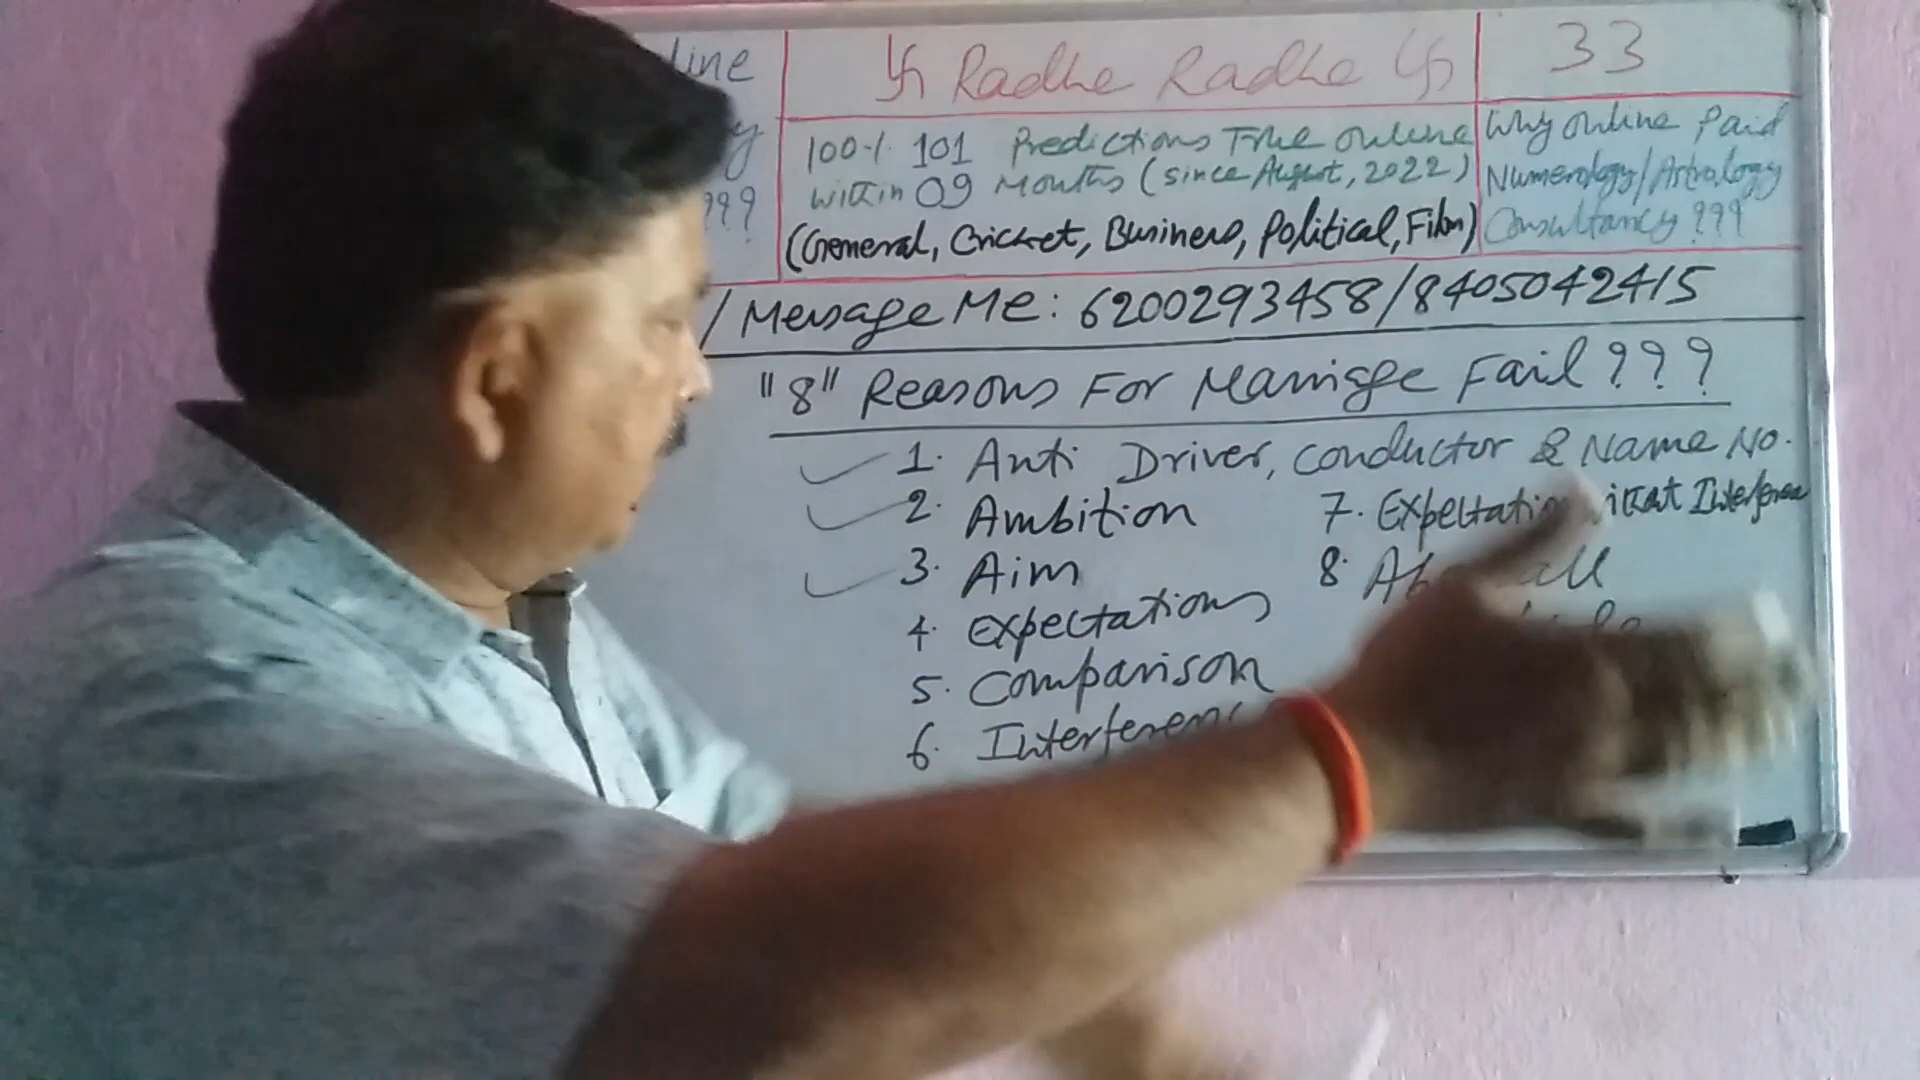 line
卐 Radhe Radhe 卐
33
y
???
100% 101 Predictions True online
within 09 Months (since August, 2022)
(General, Cricket, Business, Political, Film)
Why online Paid
Numerology/Astrology
Consultancy ???
/ Message Me: 6200293458/8405042415
"8" Reasons For Marriage Fail???
1. Anti Driver, conductor & Name No.
2. Ambition
3. Aim
4. Expectations
5. Comparison
6.
7.
8.